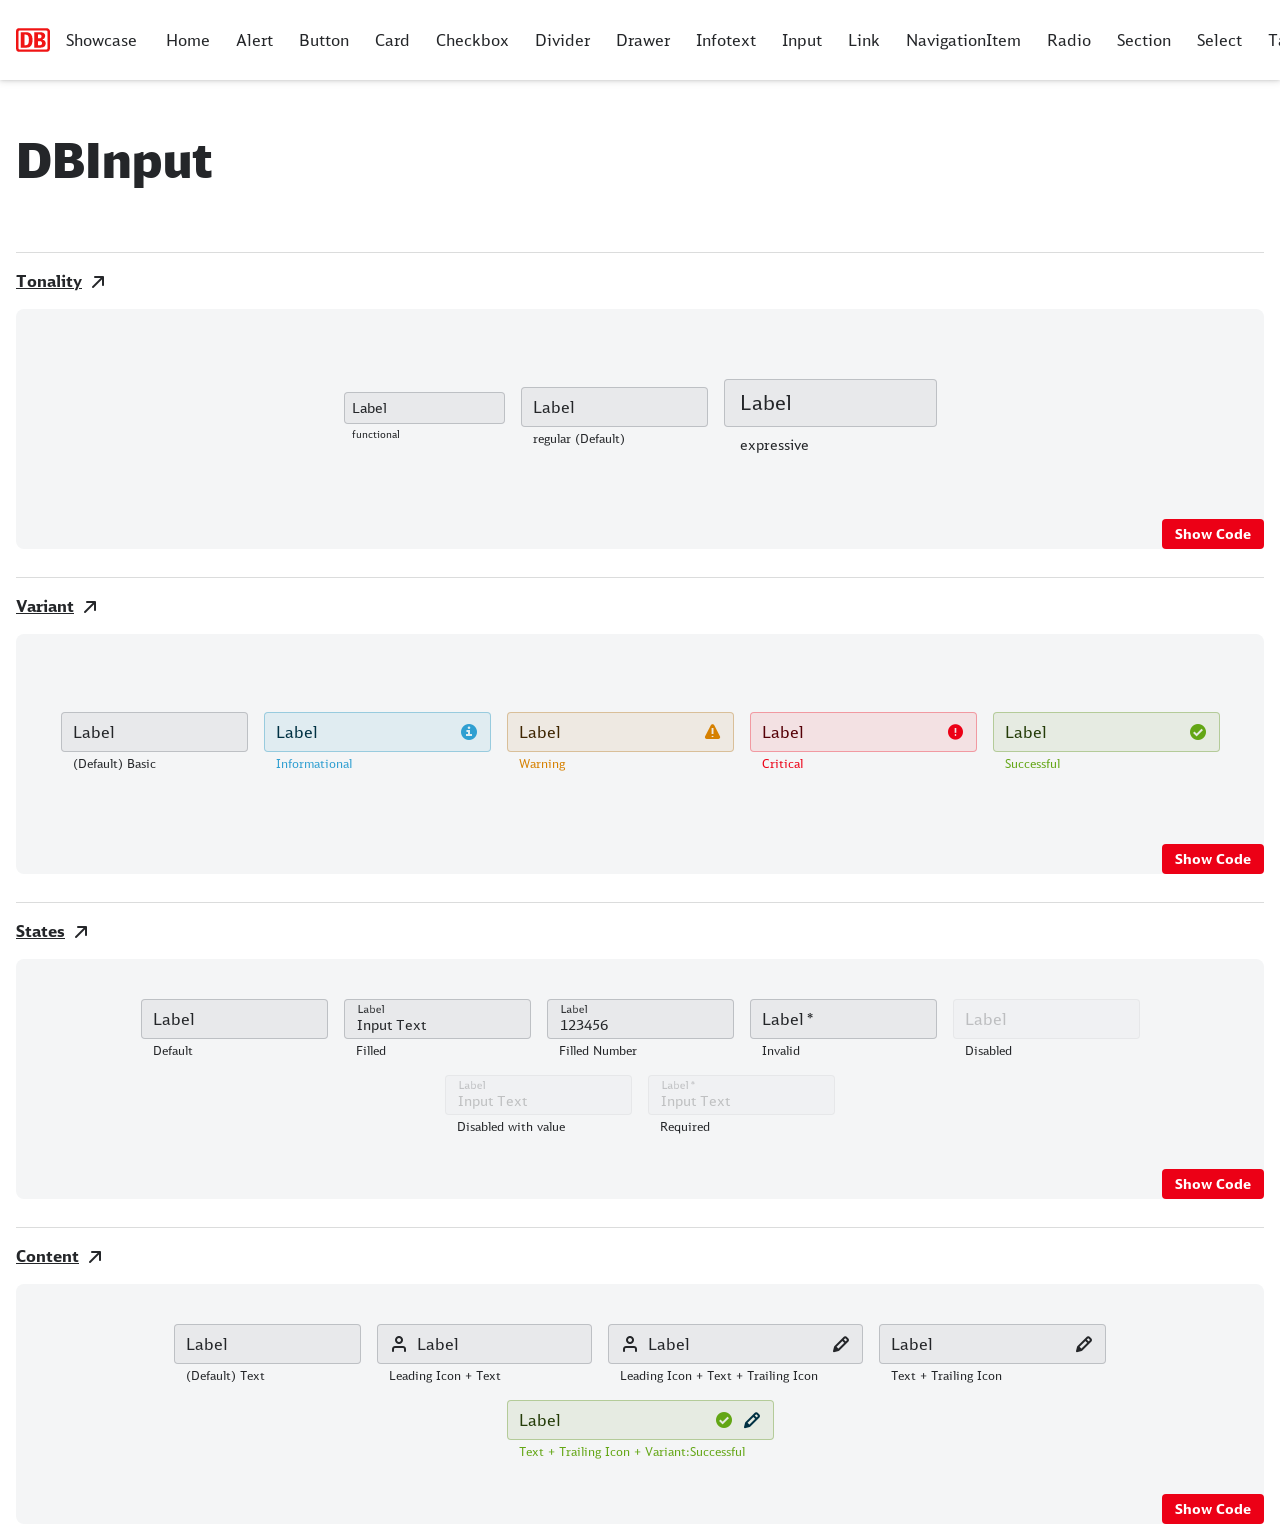 DB Showcase Home Alert Button Card Checkbox Divider Drawer Infotext Input Link NavigationItem Radio Section Select
DBInput
Tonality
Label Label Label
functional regular (Default) expressive
Show Code
Variant
Label Label Label Label Label
(Default) Basic Informational Warning Critical Successful
Show Code
States
Label Label Label Label * Label
Input Text 123456
Default Filled Filled Number Invalid Disabled
Label Label *
Input Text Input Text
Disabled with value Required
Show Code
Content
Label Label Label Label
(Default) Text Leading Icon + Text Leading Icon + Text + Trailing Icon Text + Trailing Icon
Label
Text + Trailing Icon + Variant:Successful
Show Code